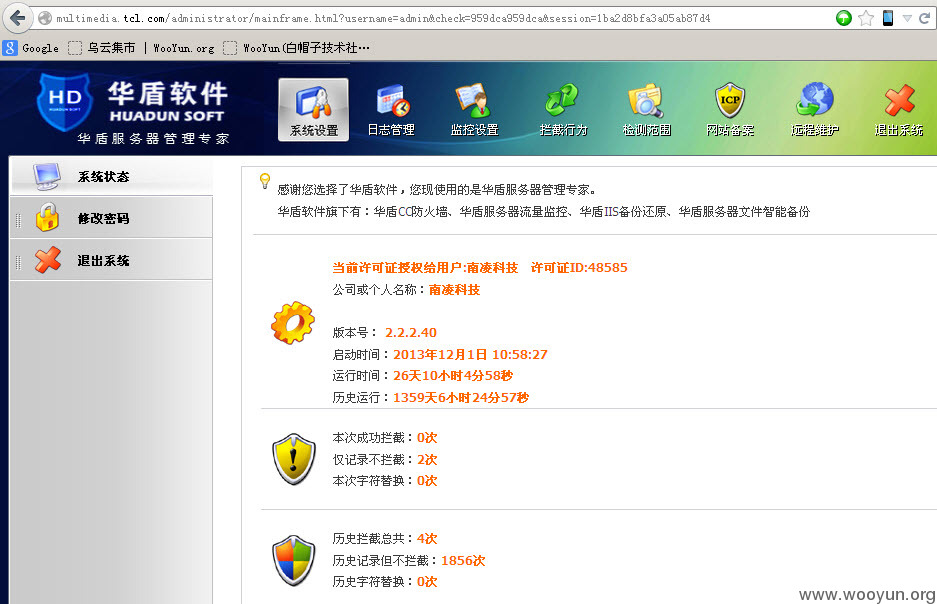 multimedia.tcl.com/administrator/mainframe.html?username=admin&check=959dca959dca&session=1ba2d8bfa3a05ab87d4
Google 乌云集市 | WooYun.org WooYun(白帽子技术社…
HD 华盾软件
HUADUN SOFT
华盾服务器管理专家
系统设置 日志管理 监控设置 拦截行为 检测范围 网站备案 远程维护 退出系统
ICP
系统状态
修改密码
退出系统
感谢您选择了华盾软件，您现使用的是华盾服务器管理专家。
华盾软件旗下有：华盾CC防火墙、华盾服务器流量监控、华盾IIS备份还原、华盾服务器文件智能备份
当前许可证授权给用户:南凌科技 许可证ID:48585
公司或个人名称：南凌科技
版本号： 2.2.2.40
启动时间：2013年12月1日 10:58:27
运行时间：26天10小时4分58秒
历史运行：1359天6小时24分57秒
本次成功拦截：0次
仅记录不拦截：2次
本次字符替换：0次
历史拦截总共：4次
历史记录但不拦截：1856次
历史字符替换：0次
www.wooyun.org